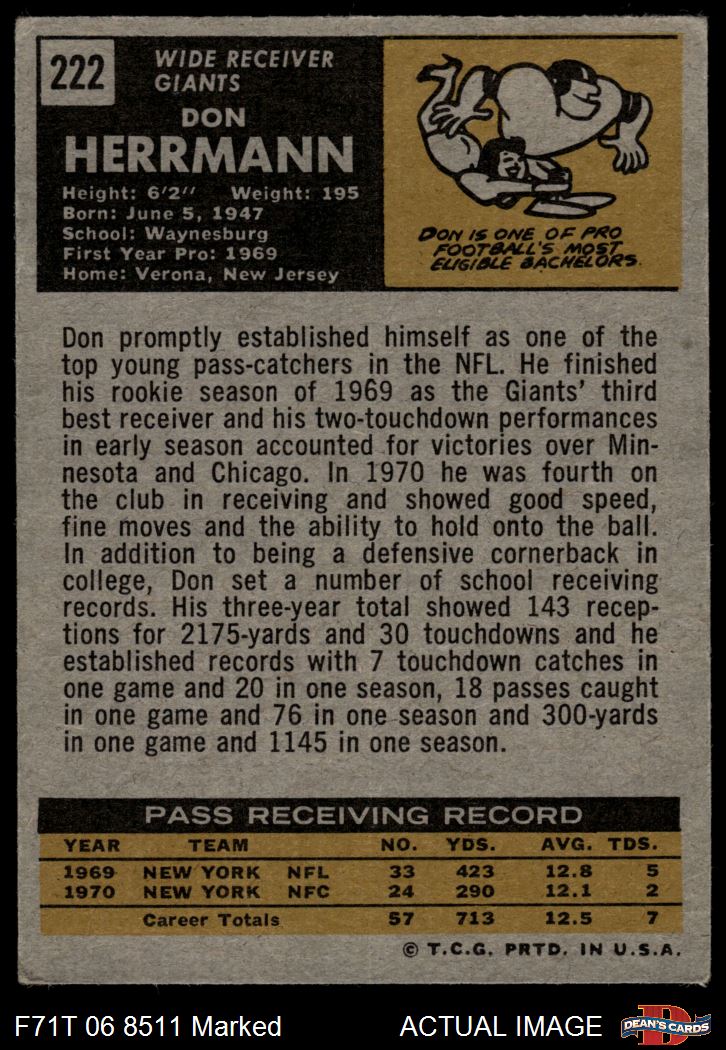 222
WIDE RECEIVER
GIANTS
DON
HERRMANN
Height: 6'2" Weight: 195
Born: June 5, 1947
School: Waynesburg
First Year Pro: 1969
Home: Verona, New Jersey
DON IS ONE OF PRO
FOOTBALL'S MOST
ELIGIBLE BACHELORS.
Don promptly established himself as one of the
top young pass-catchers in the NFL. He finished
his rookie season of 1969 as the Giants' third
best receiver and his two-touchdown performances
in early season accounted for victories over Min-
nesota and Chicago. In 1970 he was fourth on
the club in receiving and showed good speed,
fine moves and the ability to hold onto the ball.
In addition to being a defensive cornerback in
college, Don set a number of school receiving
records. His three-year total showed 143 recep-
tions for 2175-yards and 30 touchdowns and he
established records with 7 touchdown catches in
one game and 20 in one season, 18 passes caught
in one game and 76 in one season and 300-yards
in one game and 1145 in one season.
PASS RECEIVING RECORD
YEAR TEAM NO. YDS. AVG. TDS.
1969 NEW YORK NFL 33 423 12.8 5
1970 NEW YORK NFC 24 290 12.1 2
Career Totals 57 713 12.5 7
© T.C.G. PRTD. IN U.S.A.
F71T 06 8511 Marked ACTUAL IMAGE
D
DEAN'S CARDS